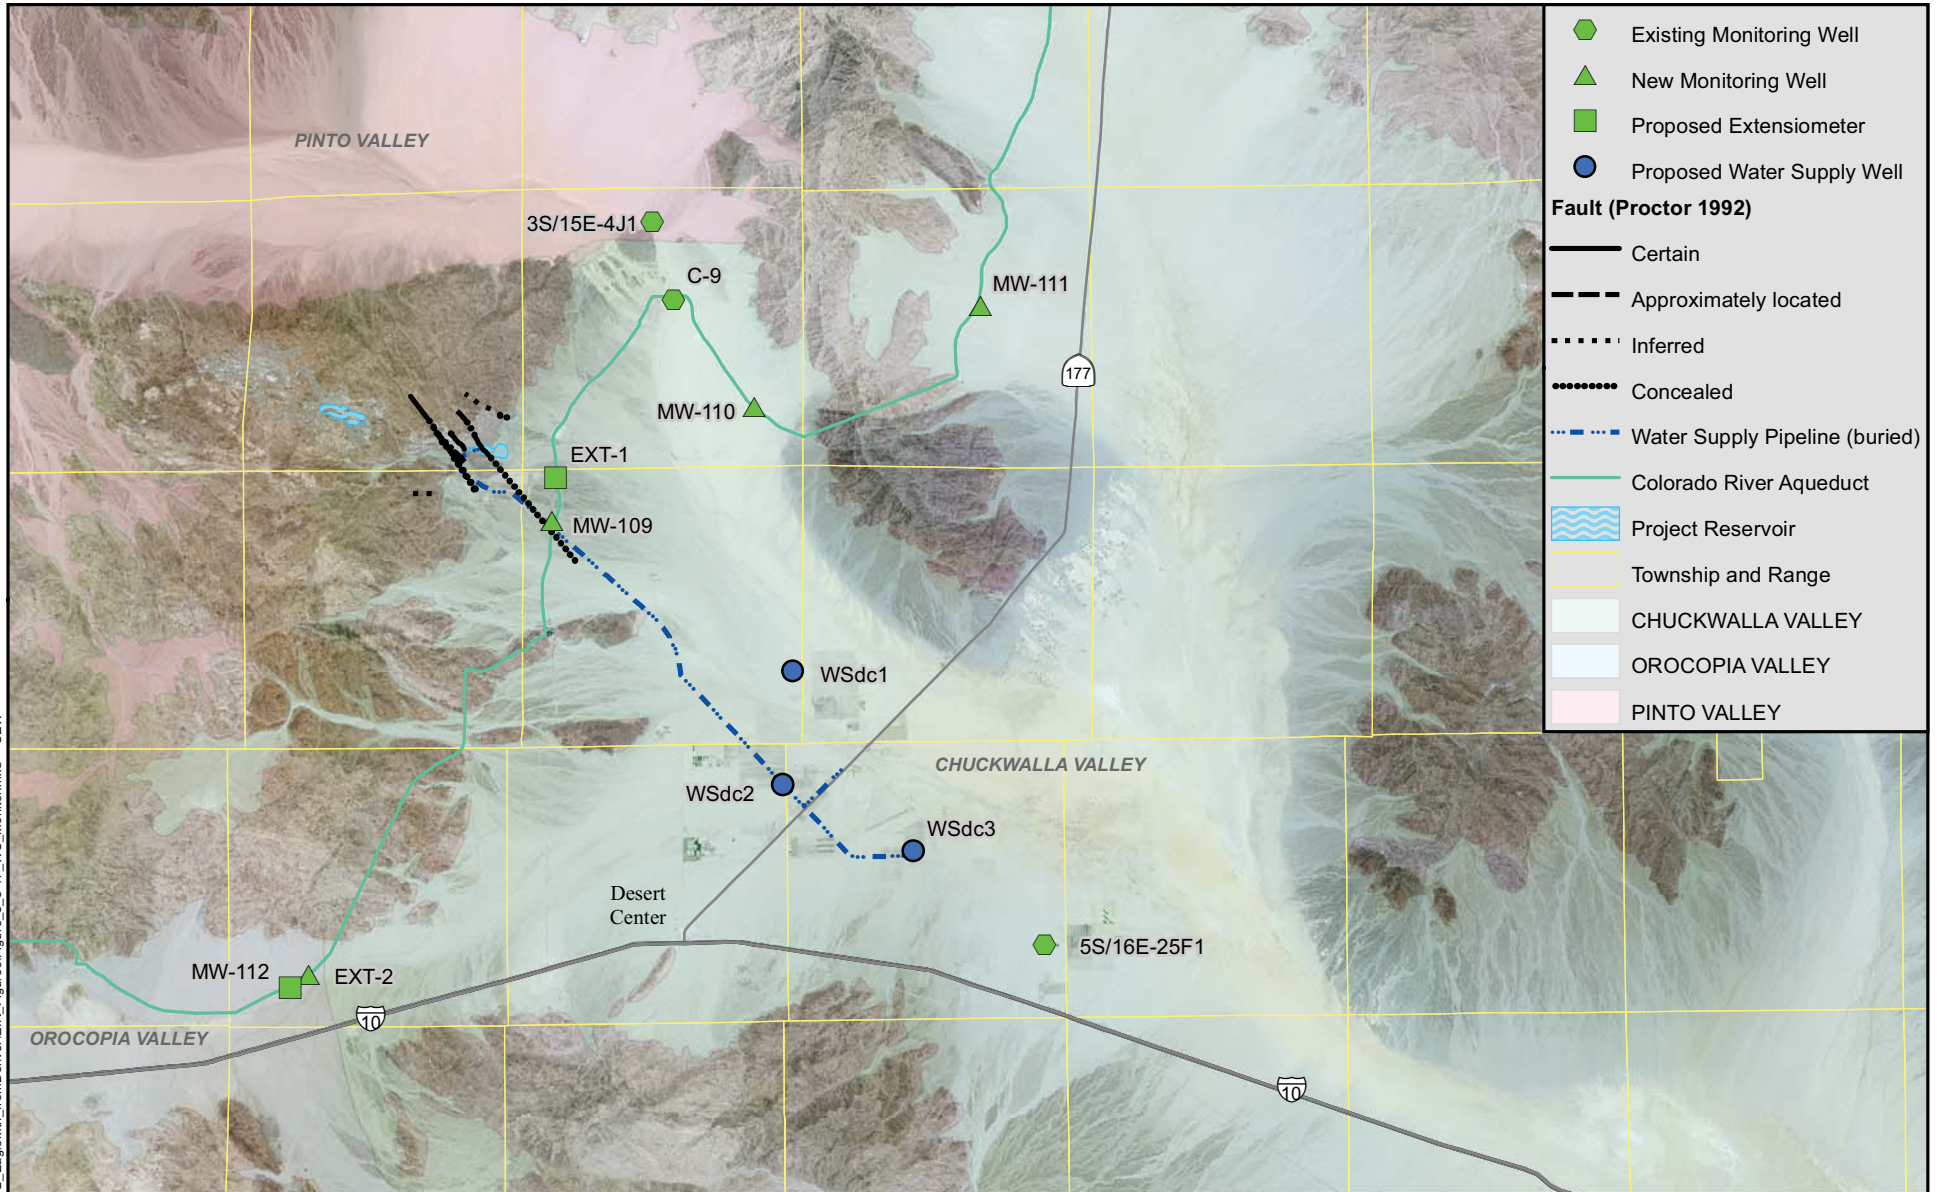 Existing Monitoring Well
New Monitoring Well
Proposed Extensiometer
Proposed Water Supply Well
Fault (Proctor 1992)
Certain
Approximately located
Inferred
Concealed
Water Supply Pipeline (buried)
Colorado River Aqueduct
Project Reservoir
Township and Range
CHUCKWALLA VALLEY
OROCOPIA VALLEY
PINTO VALLEY
PINTO VALLEY
3S/15E-4J1
C-9
MW-111
177
MW-110
EXT-1
MW-109
WSdc1
CHUCKWALLA VALLEY
WSdc2
WSdc3
Desert
Center
5S/16E-25F1
MW-112
EXT-2
10
OROCOPIA VALLEY
10